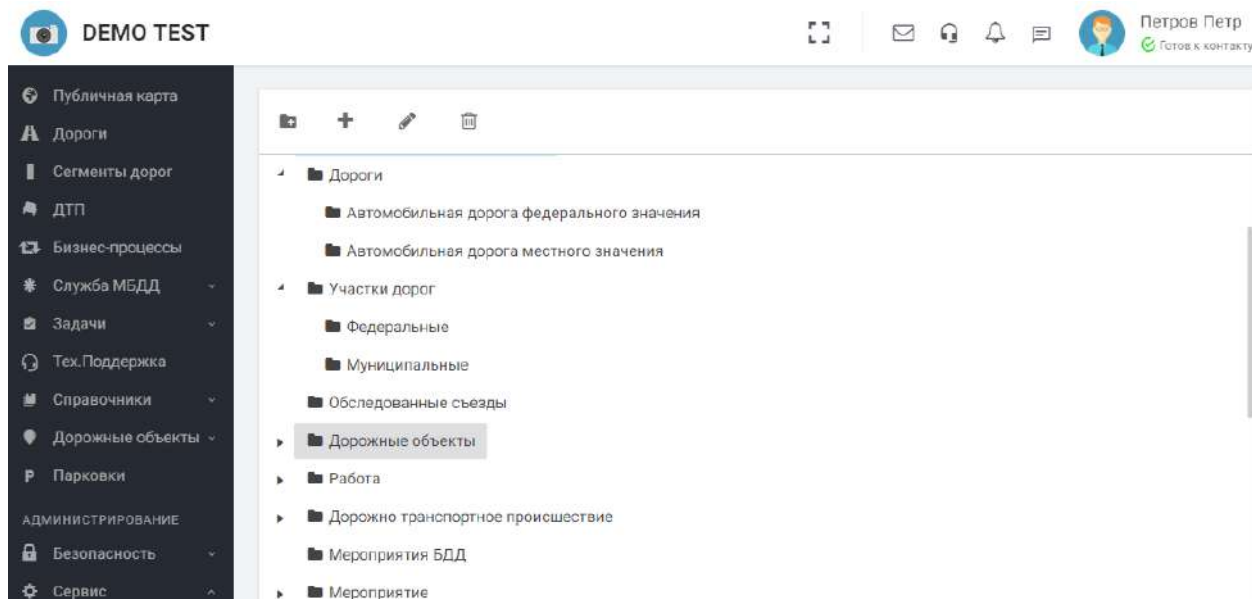 DEMO TEST
Петров Петр
Готов к контакту
Публичная карта
Дороги
Сегменты дорог
ДТП
Бизнес-процессы
Служба МБДД
Задачи
Тех.Поддержка
Справочники
Дорожные объекты
P Парковки
АДМИНИСТРИРОВАНИЕ
Безопасность
Сервис
Дороги
Автомобильная дорога федерального значения
Автомобильная дорога местного значения
Участки дорог
Федеральные
Муниципальные
Обследованные съезды
Дорожные объекты
Работа
Дорожно транспортное происшествие
Мероприятия БДД
Мероприятие